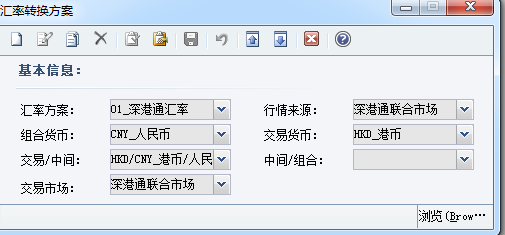 汇率转换方案
基本信息：
汇率方案： 01_深港通汇率 行情来源： 深港通联合市场
组合货币： CNY_人民币 交易货币： HKD_港币
交易/中间： HKD/CNY_港币/人民 中间/组合：
交易市场： 深港通联合市场
浏览(Brow…